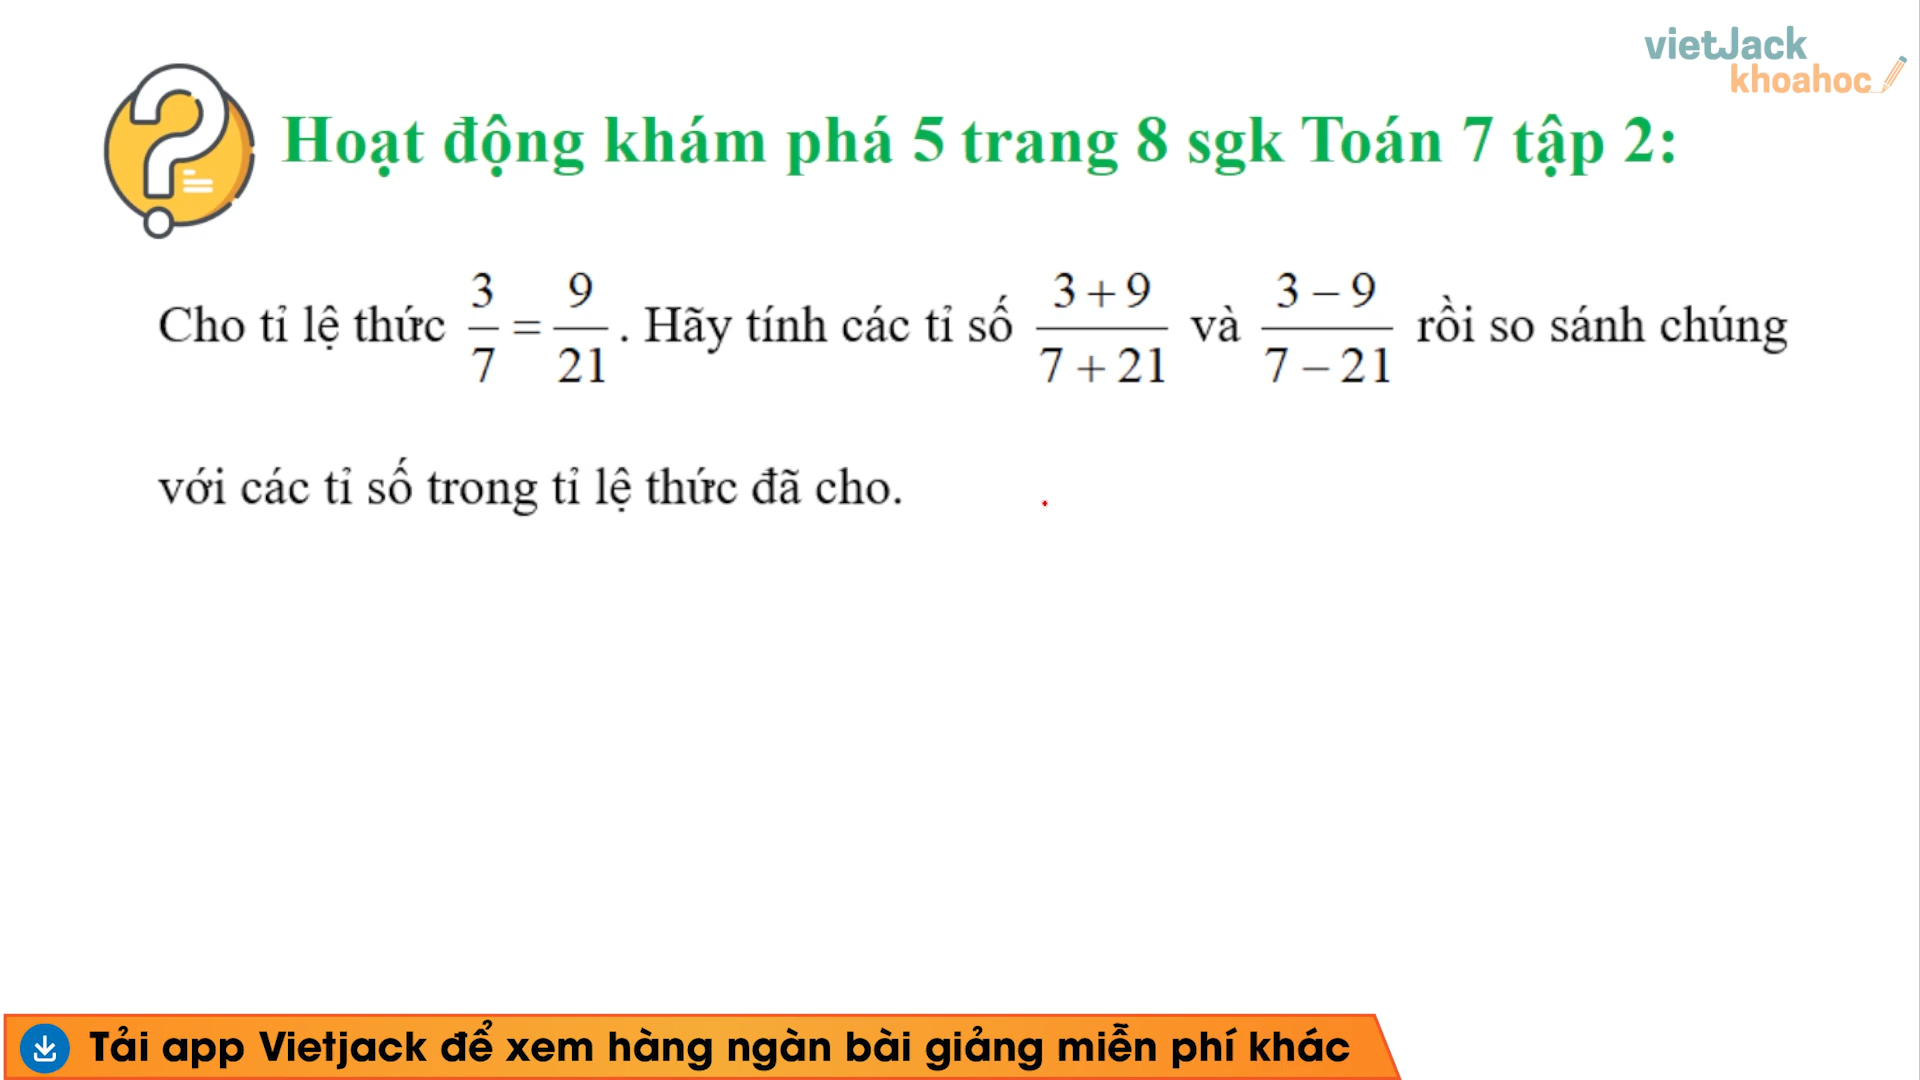 vietJack
khoahoc
Hoạt động khám phá 5 trang 8 sgk Toán 7 tập 2:
Cho tỉ lệ thức 3/7 = 9/21. Hãy tính các tỉ số (3 + 9)/(7 + 21) và (3 − 9)/(7 − 21) rồi so sánh chúng
với các tỉ số trong tỉ lệ thức đã cho.
Tải app Vietjack để xem hàng ngàn bài giảng miễn phí khác